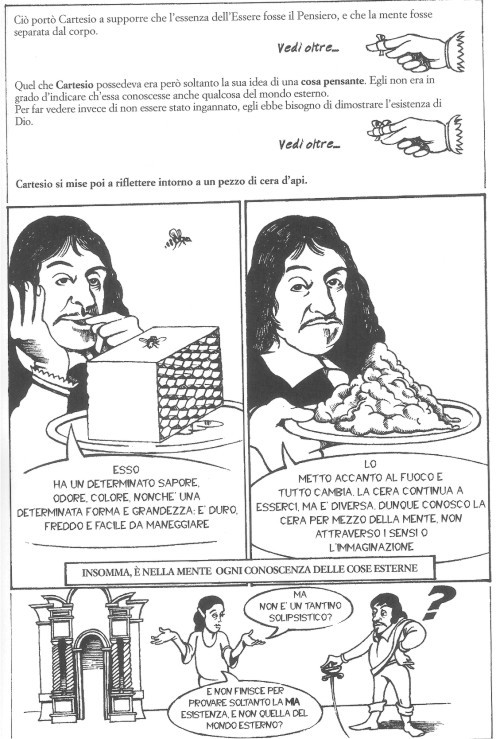 Ciò portò Cartesio a supporre che l'essenza dell'Essere fosse il Pensiero, e che la mente fosse
separata dal corpo.
Vedi oltre...
Quel che Cartesio possedeva era però soltanto la sua idea di una cosa pensante. Egli non era in
grado d'indicare ch'essa conoscesse anche qualcosa del mondo esterno.
Per far vedere invece di non essere stato ingannato, egli ebbe bisogno di dimostrare l'esistenza di
Dio.
Vedi oltre...
Cartesio si mise poi a riflettere intorno a un pezzo di cera d'api.
ESSO
HA UN DETERMINATO SAPORE,
ODORE, COLORE, NONCHE' UNA
DETERMINATA FORMA E GRANDEZZA: E' DURO,
FREDDO E FACILE DA MANEGGIARE
LO
METTO ACCANTO AL FUOCO E
TUTTO CAMBIA. LA CERA CONTINUA A
ESSERCI, MA E' DIVERSA. DUNQUE CONOSCO LA
CERA PER MEZZO DELLA MENTE, NON
ATTRAVERSO I SENSI O
L'IMMAGINAZIONE
INSOMMA, È NELLA MENTE OGNI CONOSCENZA DELLE COSE ESTERNE
MA
NON E' UN TANTINO
SOLIPSISTICO?
?
E NON FINISCE PER
PROVARE SOLTANTO LA MIA
ESISTENZA, E NON QUELLA DEL
MONDO ESTERNO?